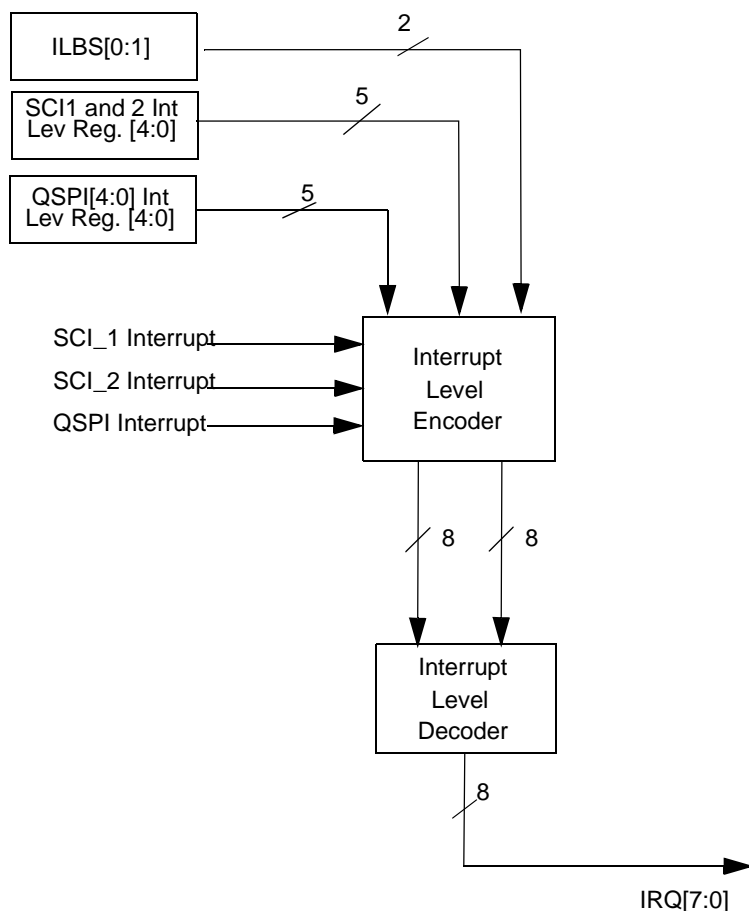 ILBS[0:1]
2
SCI1 and 2 Int
Lev Reg. [4:0]
5
QSPI[4:0] Int
Lev Reg. [4:0]
5
SCI_1 Interrupt
SCI_2 Interrupt
QSPI Interrupt
Interrupt
Level
Encoder
8
8
Interrupt
Level
Decoder
8
IRQ[7:0]